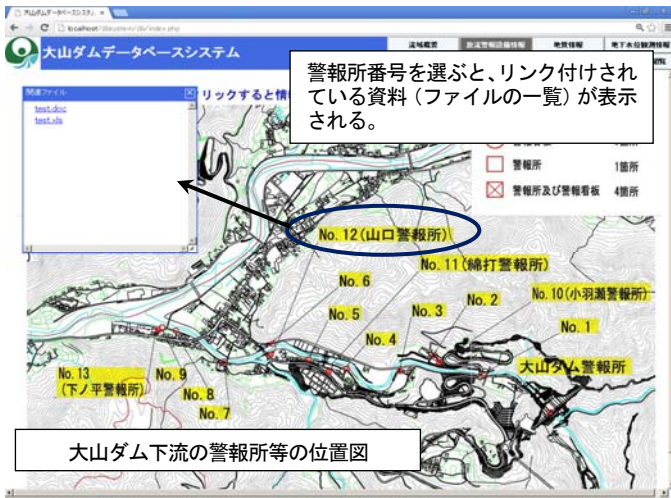 大山ダムデータベースシステム
流域概要
放流警報設備情報
地質情報
地下水位観測情報
警報所番号を選ぶと、リンク付けされ
ている資料（ファイルの一覧）が表示
される。
関連ファイル
test.doc
test.xls
リックすると情
警報所
1箇所
警報所及び警報看板
4箇所
No. 12(山口警報所)
No. 11(綿打警報所)
No. 6
No. 10(小羽瀬警報所)
No. 2
No. 5
No. 3
No. 1
No. 4
大山ダム警報所
No. 13
(下ノ平警報所)
No. 9
No. 8
No. 7
大山ダム下流の警報所等の位置図